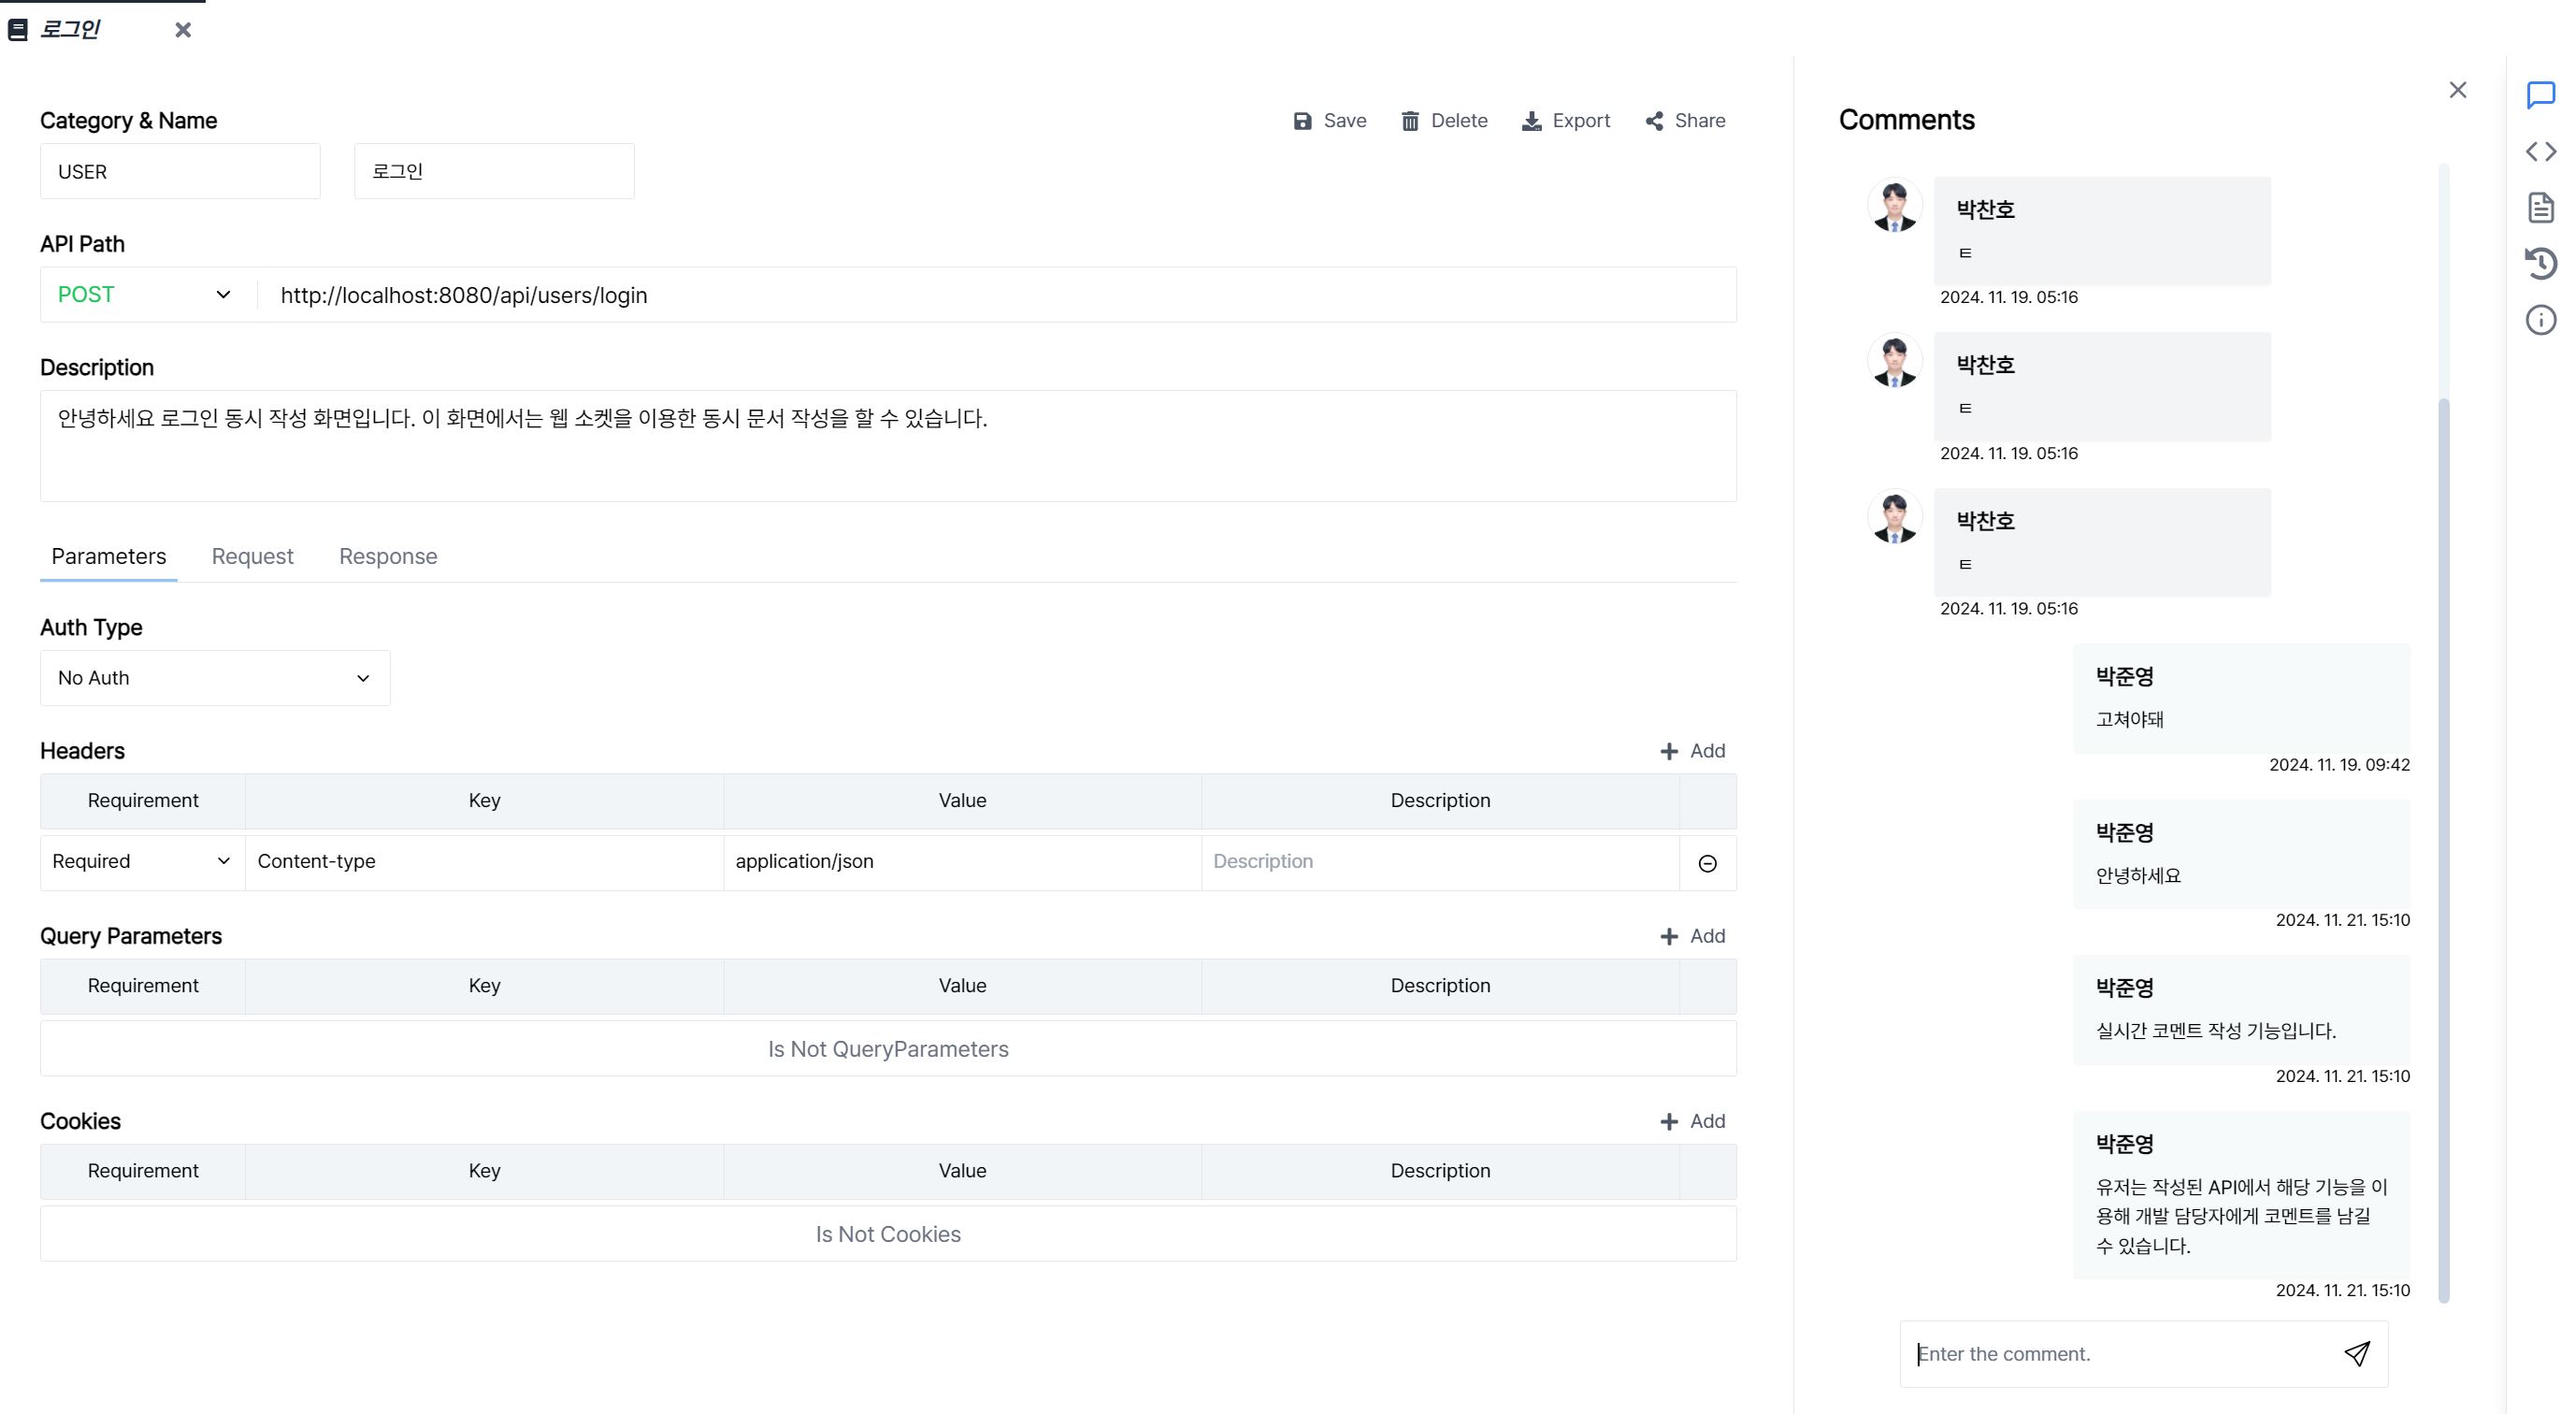 로그인
Category & Name
Save Delete Export Share
USER 로그인
API Path
POST http://localhost:8080/api/users/login
Description
안녕하세요 로그인 동시 작성 화면입니다. 이 화면에서는 웹 소켓을 이용한 동시 문서 작성을 할 수 있습니다.
Parameters Request Response
Auth Type
No Auth
Headers
Add
Requirement Key Value Description
Required Content-type application/json Description
Query Parameters
Add
Requirement Key Value Description
Is Not QueryParameters
Cookies
Add
Requirement Key Value Description
Is Not Cookies
Comments
박찬호
ㅌ
2024. 11. 19. 05:16
박찬호
ㅌ
2024. 11. 19. 05:16
박찬호
ㅌ
2024. 11. 19. 05:16
박준영
고쳐야돼
2024. 11. 19. 09:42
박준영
안녕하세요
2024. 11. 21. 15:10
박준영
실시간 코멘트 작성 기능입니다.
2024. 11. 21. 15:10
박준영
유저는 작성된 API에서 해당 기능을 이
용해 개발 담당자에게 코멘트를 남길
수 있습니다.
2024. 11. 21. 15:10
Enter the comment.